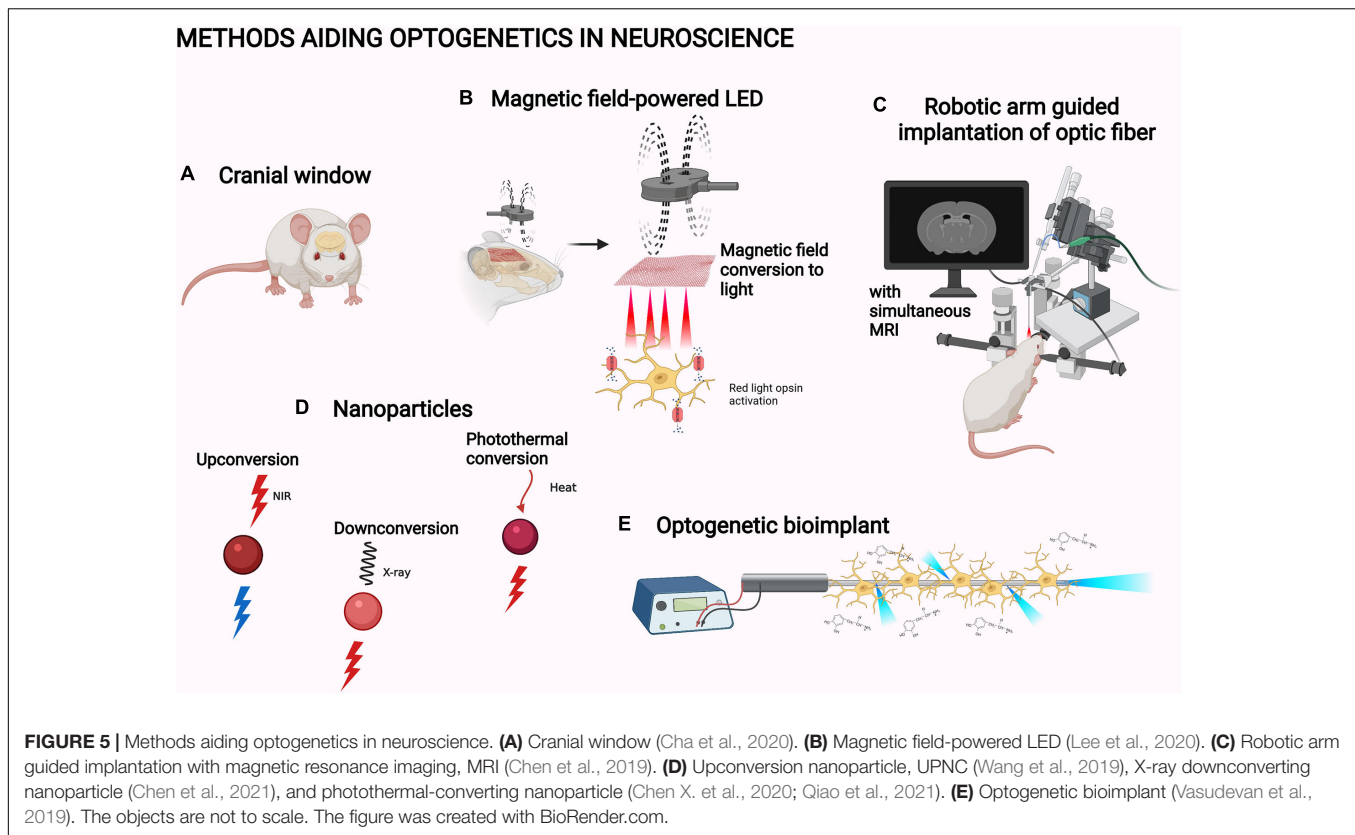 METHODS AIDING OPTOGENETICS IN NEUROSCIENCE
A Cranial window
B Magnetic field-powered LED
Magnetic field
conversion to
light
Red light opsin
activation
C Robotic arm guided
implantation of optic fiber
with
simultaneous
MRI
D Nanoparticles
Upconversion
NIR
Downconversion
X-ray
Photothermal
conversion
Heat
E Optogenetic bioimplant
FIGURE 5 | Methods aiding optogenetics in neuroscience. (A) Cranial window (Cha et al., 2020). (B) Magnetic field-powered LED (Lee et al., 2020). (C) Robotic arm
guided implantation with magnetic resonance imaging, MRI (Chen et al., 2019). (D) Upconversion nanoparticle, UPNC (Wang et al., 2019), X-ray downconverting
nanoparticle (Chen et al., 2021), and photothermal-converting nanoparticle (Chen X. et al., 2020; Qiao et al., 2021). (E) Optogenetic bioimplant (Vasudevan et al.,
2019). The objects are not to scale. The figure was created with BioRender.com.